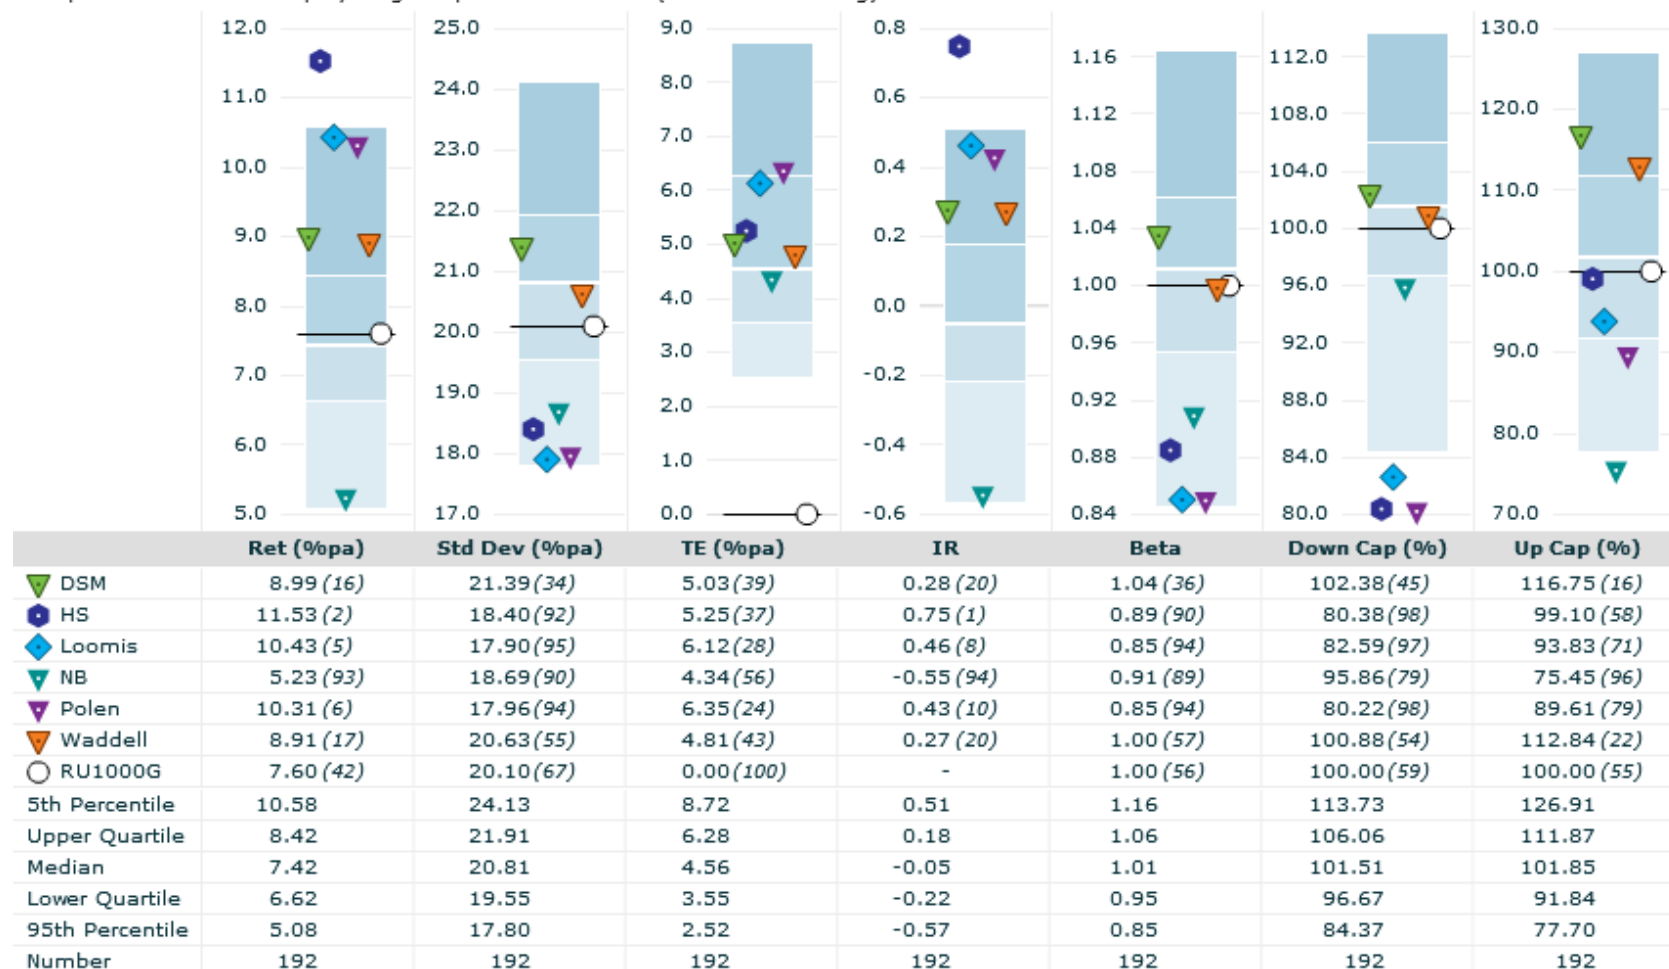 12.0 25.0 9.0 0.8 130.0
1.16 112.0
11.0 24.0 8.0 0.6 120.0
1.12 108.0
10.0 23.0 7.0 0.4 1.08 104.0
22.0 6.0 110.0
9.0 0.2 1.04 100.0
21.0 5.0 100.0
8.0 20.0 4.0 0.0 1.00 96.0
7.0 19.0 3.0 -0.2 0.96 92.0 90.0
2.0 0.92 88.0
6.0 18.0 1.0 -0.4 0.88 84.0 80.0
5.0 17.0 0.0 -0.6 0.84 80.0 70.0
Ret (%pa) Std Dev (%pa) TE (%pa) IR Beta Down Cap (%) Up Cap (%)
DSM 8.99 (16) 21.39 (34) 5.03 (39) 0.28 (20) 1.04 (36) 102.38 (45) 116.75 (16)
HS 11.53 (2) 18.40 (92) 5.25 (37) 0.75 (1) 0.89 (90) 80.38 (98) 99.10 (58)
Loomis 10.43 (5) 17.90 (95) 6.12 (28) 0.46 (8) 0.85 (94) 82.59 (97) 93.83 (71)
NB 5.23 (93) 18.69 (90) 4.34 (56) -0.55 (94) 0.91 (89) 95.86 (79) 75.45 (96)
Polen 10.31 (6) 17.96 (94) 6.35 (24) 0.43 (10) 0.85 (94) 80.22 (98) 89.61 (79)
Waddell 8.91 (17) 20.63 (55) 4.81 (43) 0.27 (20) 1.00 (57) 100.88 (54) 112.84 (22)
RU1000G 7.60 (42) 20.10 (67) 0.00 (100) - 1.00 (56) 100.00 (59) 100.00 (55)
5th Percentile 10.58 24.13 8.72 0.51 1.16 113.73 126.91
Upper Quartile 8.42 21.91 6.28 0.18 1.06 106.06 111.87
Median 7.42 20.81 4.56 -0.05 1.01 101.51 101.85
Lower Quartile 6.62 19.55 3.55 -0.22 0.95 96.67 91.84
95th Percentile 5.08 17.80 2.52 -0.57 0.85 84.37 77.70
Number 192 192 192 192 192 192 192